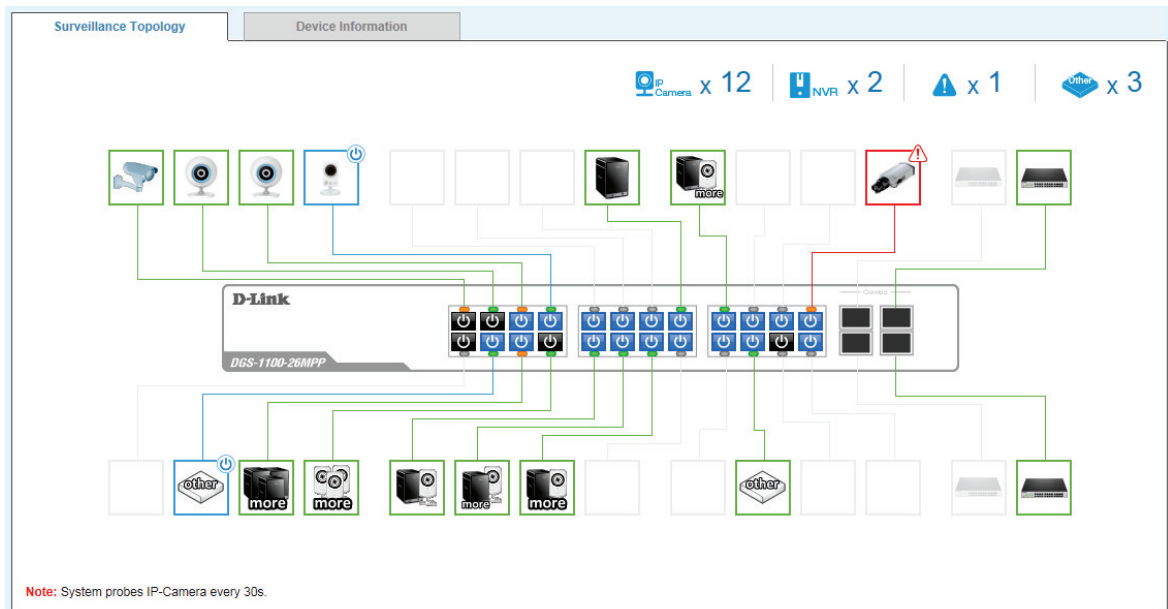 Surveillance Topology
Device Information
IP Camera x 12
NVR x 2
x 1
Other x 3
more
D-Link
Combo
DGS-1100-26MPP
other
more
more
more
more
other
Note: System probes IP-Camera every 30s.